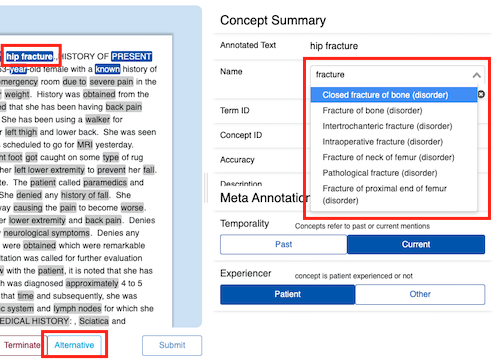 hip fracture , HISTORY OF PRESENT
53-year-old female with a known history of
emergency room due to severe pain in the
r weight. History was obtained from the
ed that she has been having back pain
She has been using a walker for
r left thigh and lower back. She was seen
s scheduled to go for MRI yesterday.
ht foot got caught on some type of rug
er left lower extremity to prevent her fall.
te. The patient called paramedics and
She denied any history of fall. She
way causing the pain to become worse.
er lower extremity and back pain. Denies
y neurological symptoms. Denies any
were obtained which were remarkable
ltation was called for further evaluation
w with the patient, it is noted that she has
h was diagnosed approximately 4 to 5
that time and subsequently, she was
ic system and lymph nodes for which she
MEDICAL HISTORY: , Sciatica and
Terminate
Alternative
Submit
Concept Summary
Annotated Text hip fracture
Name fracture
Closed fracture of bone (disorder)
Fracture of bone (disorder)
Intertrochanteric fracture (disorder)
Intraoperative fracture (disorder)
Fracture of neck of femur (disorder)
Pathological fracture (disorder)
Fracture of proximal end of femur
(disorder)
Term ID
Concept ID
Accuracy
Description
Meta Annotation
Temporality Concepts refer to past or current mentions
Past Current
Experiencer concept is patient experienced or not
Patient Other